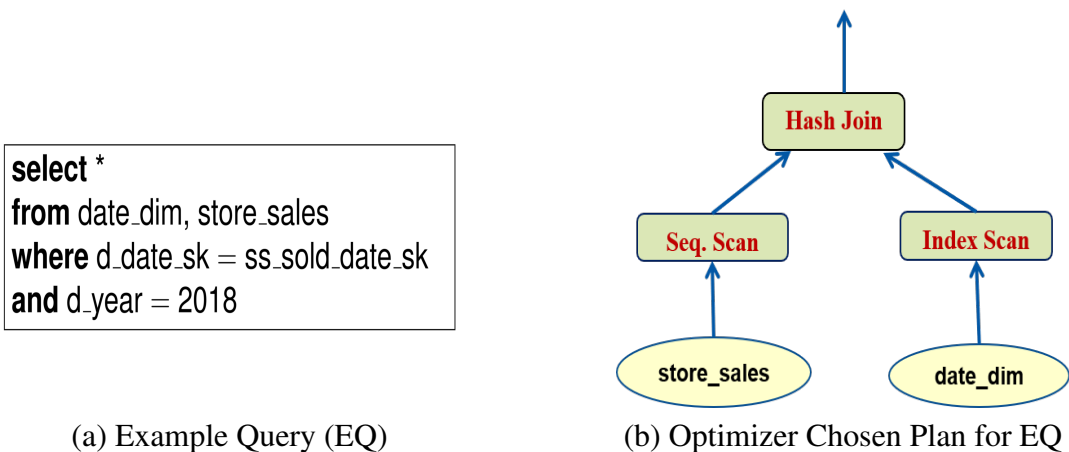 select *
from date_dim, store_sales
where d_date_sk = ss_sold_date_sk
and d_year = 2018
(a) Example Query (EQ)
Hash Join
Seq. Scan
Index Scan
store_sales
date_dim
(b) Optimizer Chosen Plan for EQ